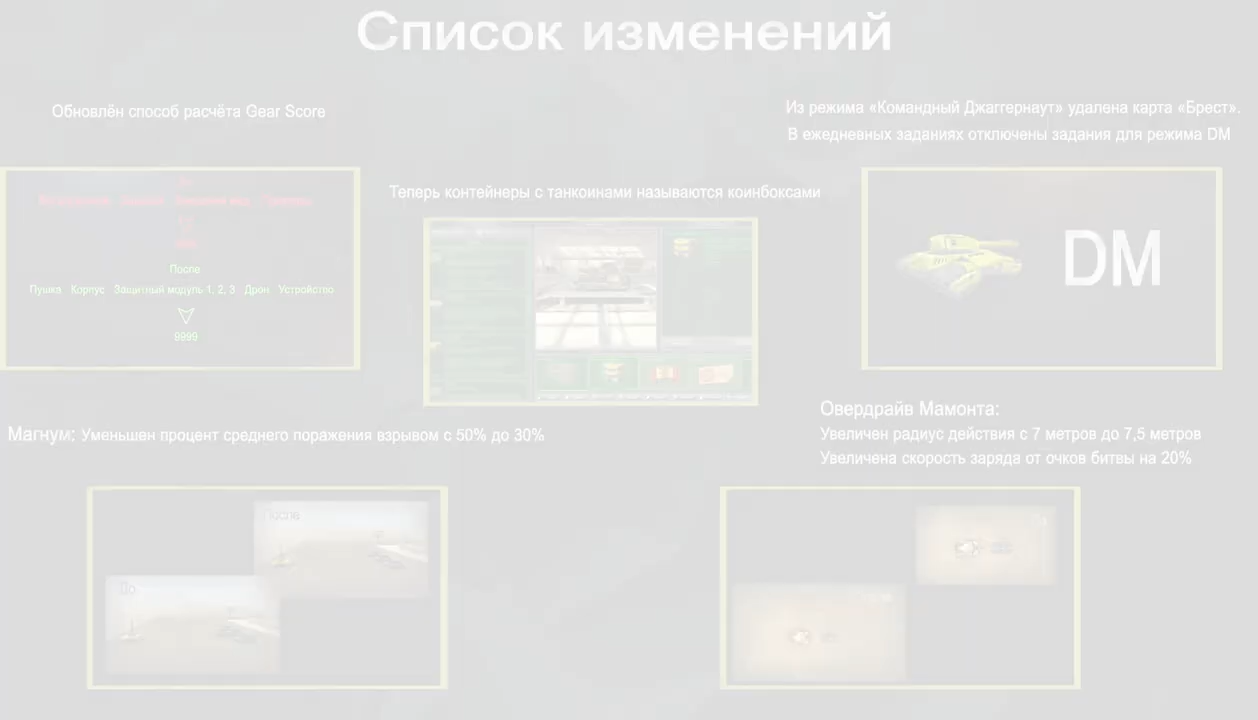 Список изменений
Обновлён способ расчёта Gear Score
Из режима «Командный Джаггернаут» удалена карта «Брест».
В ежедневных заданиях отключены задания для режима DM
Теперь контейнеры с танкоинами называются коинбоксами
После
Пушка Корпус Защитный модуль 1, 2, 3 Дрон Устройство
9999
DM
Магнум: Уменьшен процент среднего поражения взрывом с 50% до 30%
Овердрайв Мамонта:
Увеличен радиус действия с 7 метров до 7,5 метров
Увеличена скорость заряда от очков битвы на 20%
После
До